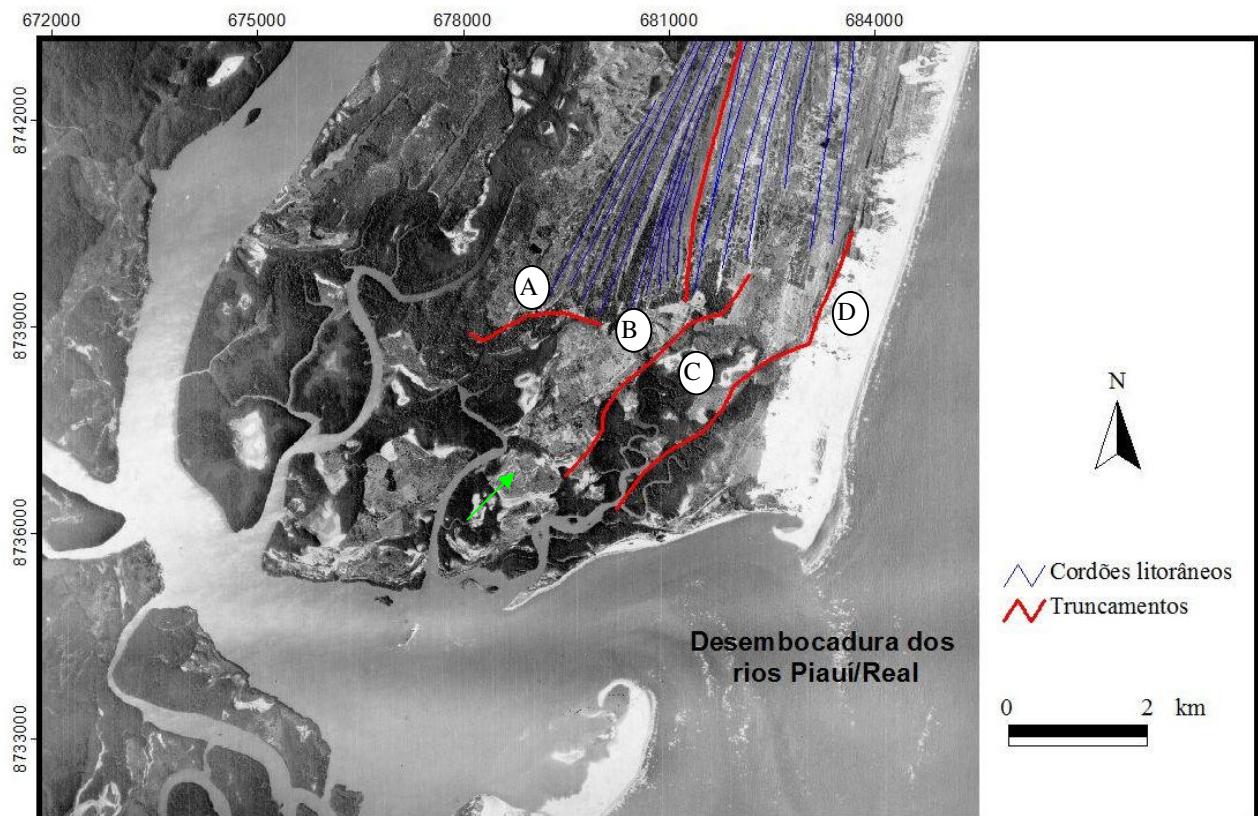 672000 675000 678000 681000 684000
8742000
8739000
8736000
8733000
A
B
C
D
N
Cordões litorâneos
Truncamentos
Desembocadura dos
rios Piauí/Real
0 2 km